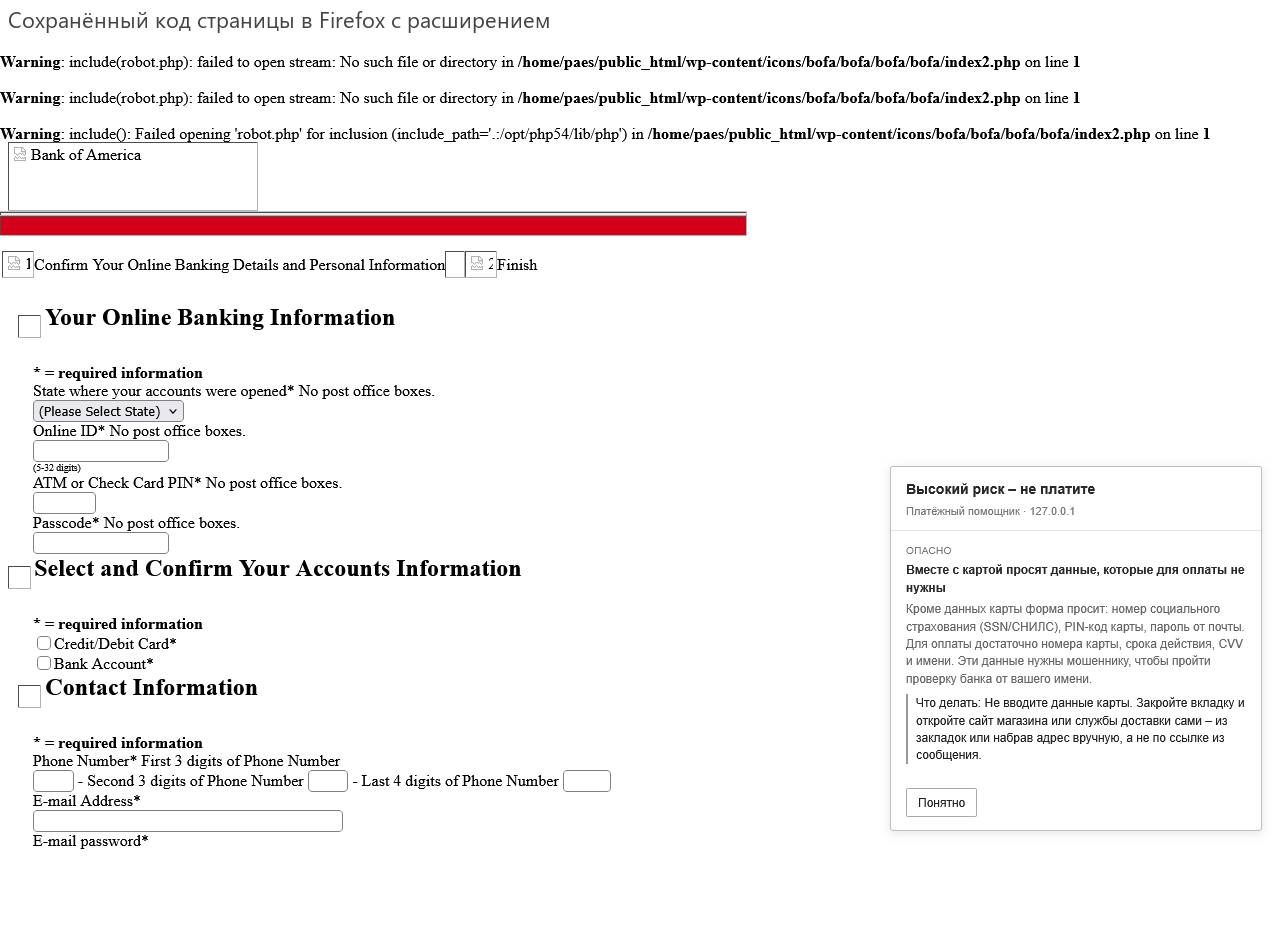 Сохранённый код страницы в Firefox с расширением
Warning: include(robot.php): failed to open stream: No such file or directory in /home/paes/public_html/wp-content/icons/bofa/bofa/bofa/bofa/index2.php on line 1
Warning: include(robot.php): failed to open stream: No such file or directory in /home/paes/public_html/wp-content/icons/bofa/bofa/bofa/bofa/index2.php on line 1
Warning: include(): Failed opening 'robot.php' for inclusion (include_path='.:/opt/php54/lib/php') in /home/paes/public_html/wp-content/icons/bofa/bofa/bofa/bofa/index2.php on line 1
Bank of America
1 Confirm Your Online Banking Details and Personal Information 2 Finish
Your Online Banking Information
* = required information
State where your accounts were opened* No post office boxes.
(Please Select State)
Online ID* No post office boxes.
(5-32 digits)
ATM or Check Card PIN* No post office boxes.
Passcode* No post office boxes.
Select and Confirm Your Accounts Information
* = required information
Credit/Debit Card*
Bank Account*
Contact Information
* = required information
Phone Number* First 3 digits of Phone Number
- Second 3 digits of Phone Number - Last 4 digits of Phone Number
E-mail Address*
E-mail password*
Высокий риск – не платите
Платёжный помощник · 127.0.0.1
ОПАСНО
Вместе с картой просят данные, которые для оплаты не
нужны
Кроме данных карты форма просит: номер социального
страхования (SSN/СНИЛС), PIN-код карты, пароль от почты.
Для оплаты достаточно номера карты, срока действия, CVV
и имени. Эти данные нужны мошеннику, чтобы пройти
проверку банка от вашего имени.
Что делать: Не вводите данные карты. Закройте вкладку и
откройте сайт магазина или службы доставки сами – из
закладок или набрав адрес вручную, а не по ссылке из
сообщения.
Понятно